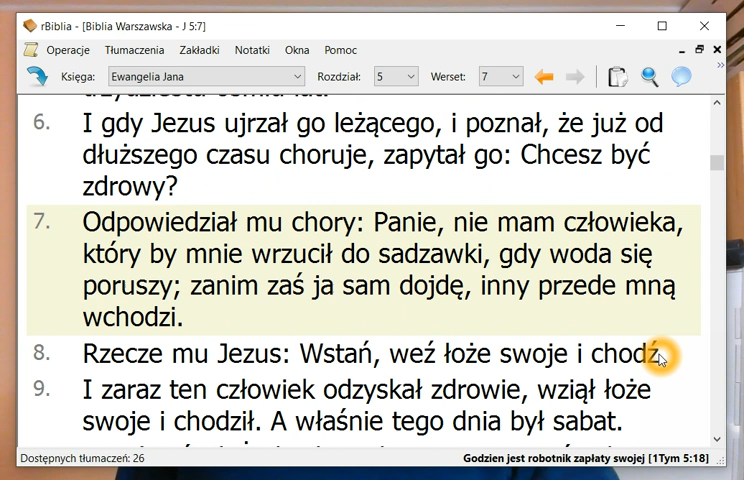 rBiblia - [Biblia Warszawska - J 5:7]
Operacje Tłumaczenia Zakładki Notatki Okna Pomoc
Księga: Ewangelia Jana Rozdział: 5 Werset: 7
trzydziestu ośmiu lat.
6. I gdy Jezus ujrzał go leżącego, i poznał, że już od
dłuższego czasu choruje, zapytał go: Chcesz być
zdrowy?
7. Odpowiedział mu chory: Panie, nie mam człowieka,
który by mnie wrzucił do sadzawki, gdy woda się
poruszy; zanim zaś ja sam dojdę, inny przede mną
wchodzi.
8. Rzecze mu Jezus: Wstań, weź łoże swoje i chodź
9. I zaraz ten człowiek odzyskał zdrowie, wziął łoże
swoje i chodził. A właśnie tego dnia był sabat.
Dostępnych tłumaczeń: 26 Godzien jest robotnik zapłaty swojej [1Tym 5:18]